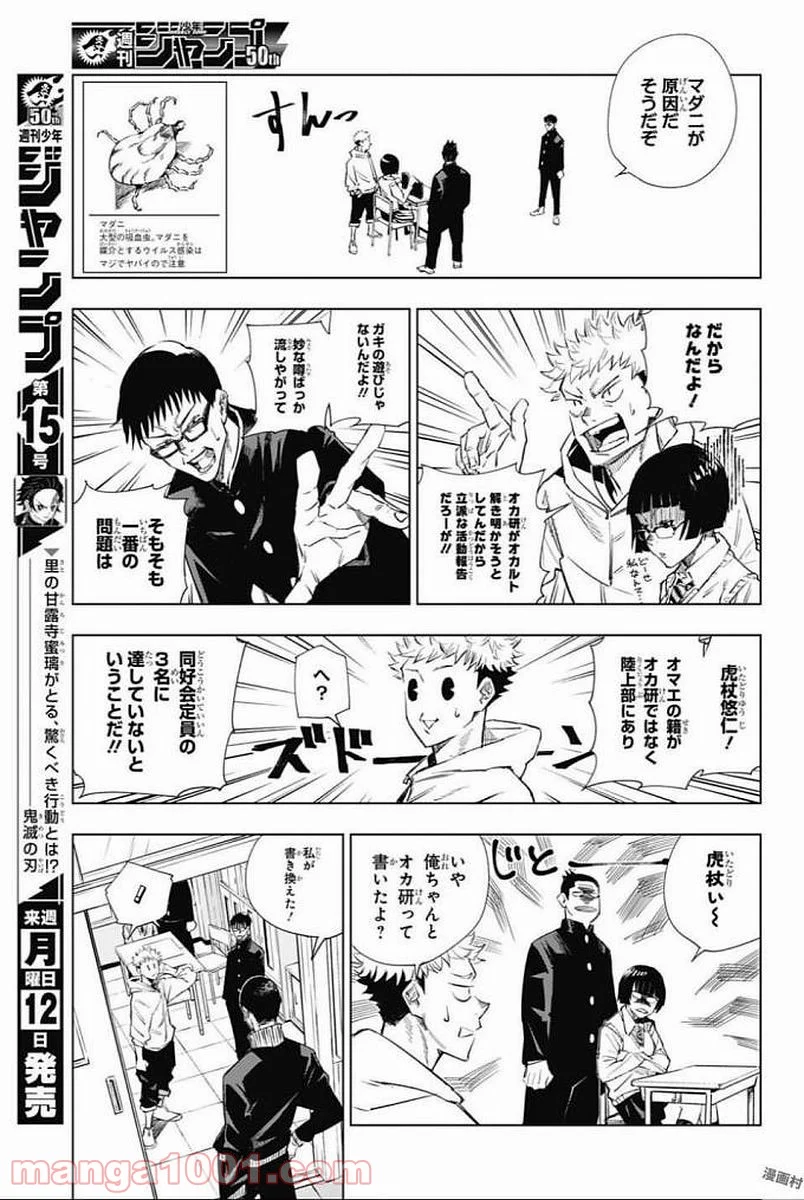 週刊少年ジャンプ50th
マダニが
原因だ
そうだぞ
すんっ
マダニ
大型の吸血虫。マダニを
媒介とするウイルス感染は
マジでヤバイので注意
だから
なんだよ！
オカ研がオカルト
解き明かそうと
してんだから
立派な活動報告
だろーが！！
どーせ
私なんて…
ガキの遊びじゃ
ないんだよ！！
妙な噂ばっか
流しやがって
そもそも
一番の
問題は
虎杖悠仁！
オマエの籍が
オカ研ではなく
陸上部にあり
へ？
ズドーーン
同好会定員の
３名に
達していないと
いうことだ！！
虎杖い〜
じと
いや
俺ちゃんと
オカ研って
書いたよ？
私が
書き換えた！
！
50th
週刊少年
ジャンプ
第15号
▼里の甘露寺蜜璃がとる、驚くべき行動とは!?
──鬼滅の刃
来週
月曜日
12日
発売
manga1001.com
漫画村